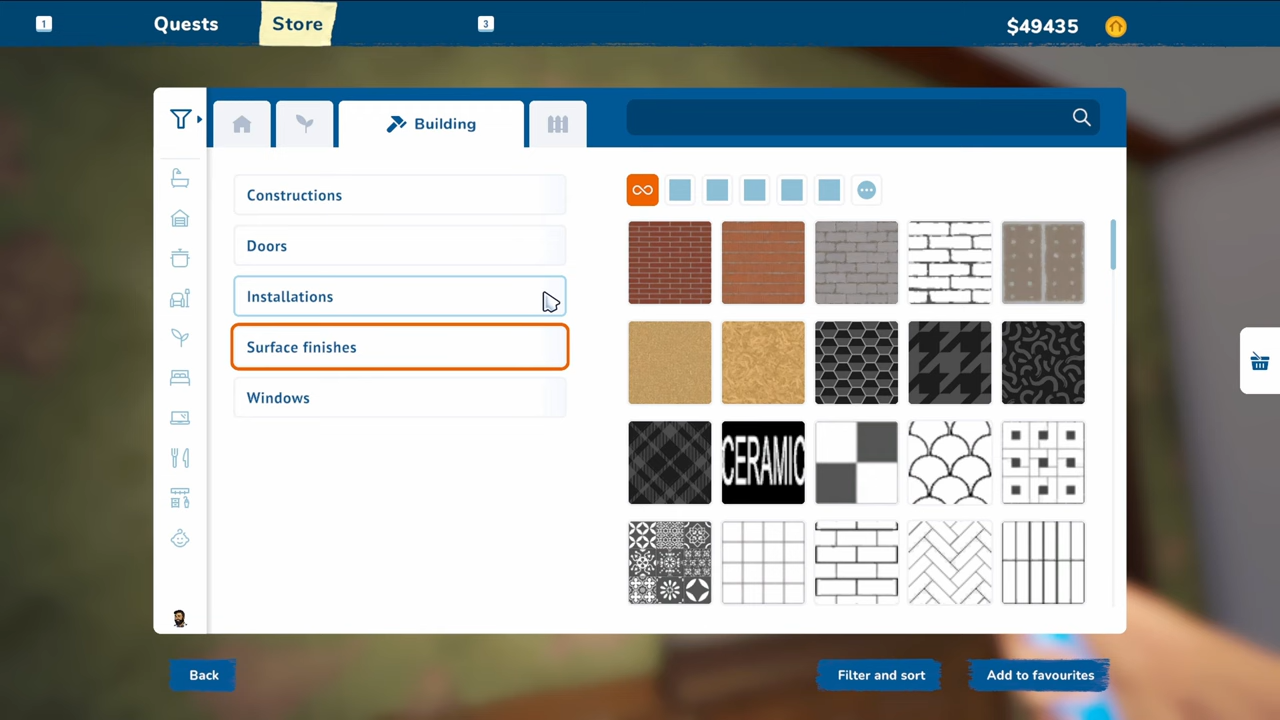 1
Quests
Store
3
$49435
Building
Constructions
Doors
Installations
Surface finishes
Windows
CERAMIC
Back
Filter and sort
Add to favourites